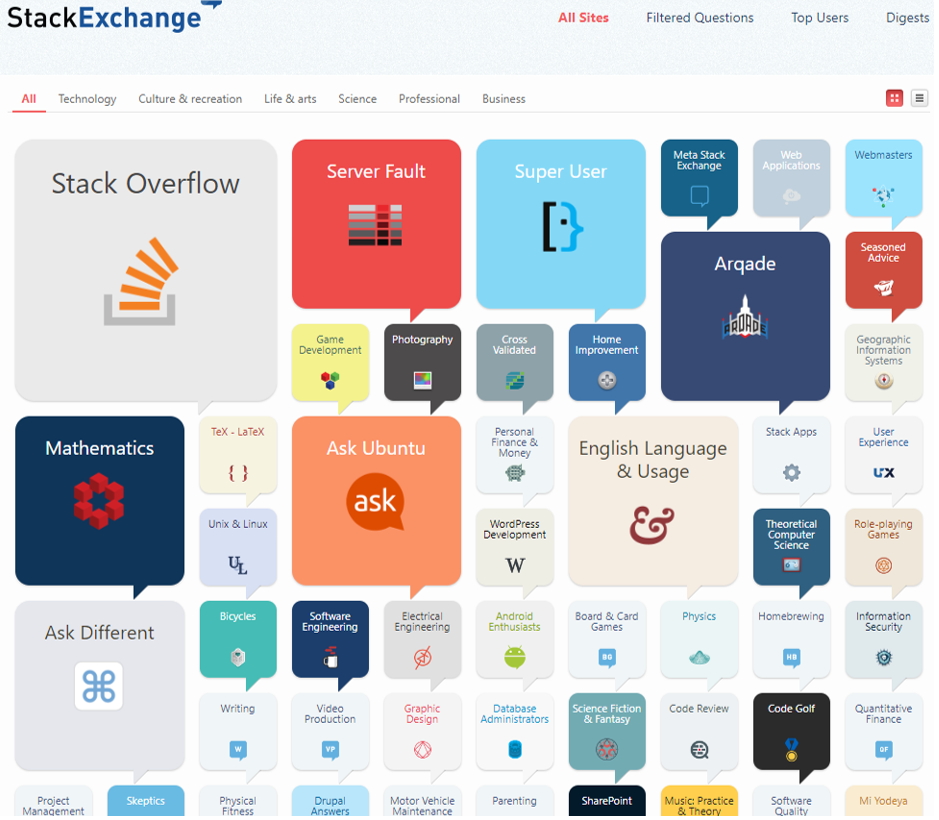 StackExchange
All Sites Filtered Questions Top Users Digests
All Technology Culture & recreation Life & arts Science Professional Business
Stack Overflow
Server Fault
Super User
Meta Stack
Exchange
Web
Applications
Webmasters
Arqade
ARQADE
Seasoned
Advice
Game
Development
Photography
Cross
Validated
Home
Improvement
Geographic
Information
Systems
Mathematics
TeX - LaTeX
{ }
Ask Ubuntu
ask
Personal
Finance &
Money
English Language
& Usage
&
Stack Apps
User
Experience
UX
Unix & Linux
UL
WordPress
Development
W
Theoretical
Computer
Science
Role-playing
Games
Ask Different
⌘
Bicycles
Software
Engineering
Electrical
Engineering
Android
Enthusiasts
Board & Card
Games
BG
Physics
Homebrewing
HB
Information
Security
Writing
W
Video
Production
VP
Graphic
Design
Database
Administrators
Science Fiction
& Fantasy
Code Review
Code Golf
Quantitative
Finance
QF
Project
Management
Skeptics
Physical
Fitness
Drupal
Answers
Motor Vehicle
Maintenance
Parenting
SharePoint
Music: Practice
& Theory
Software
Quality
Mi Yodeya